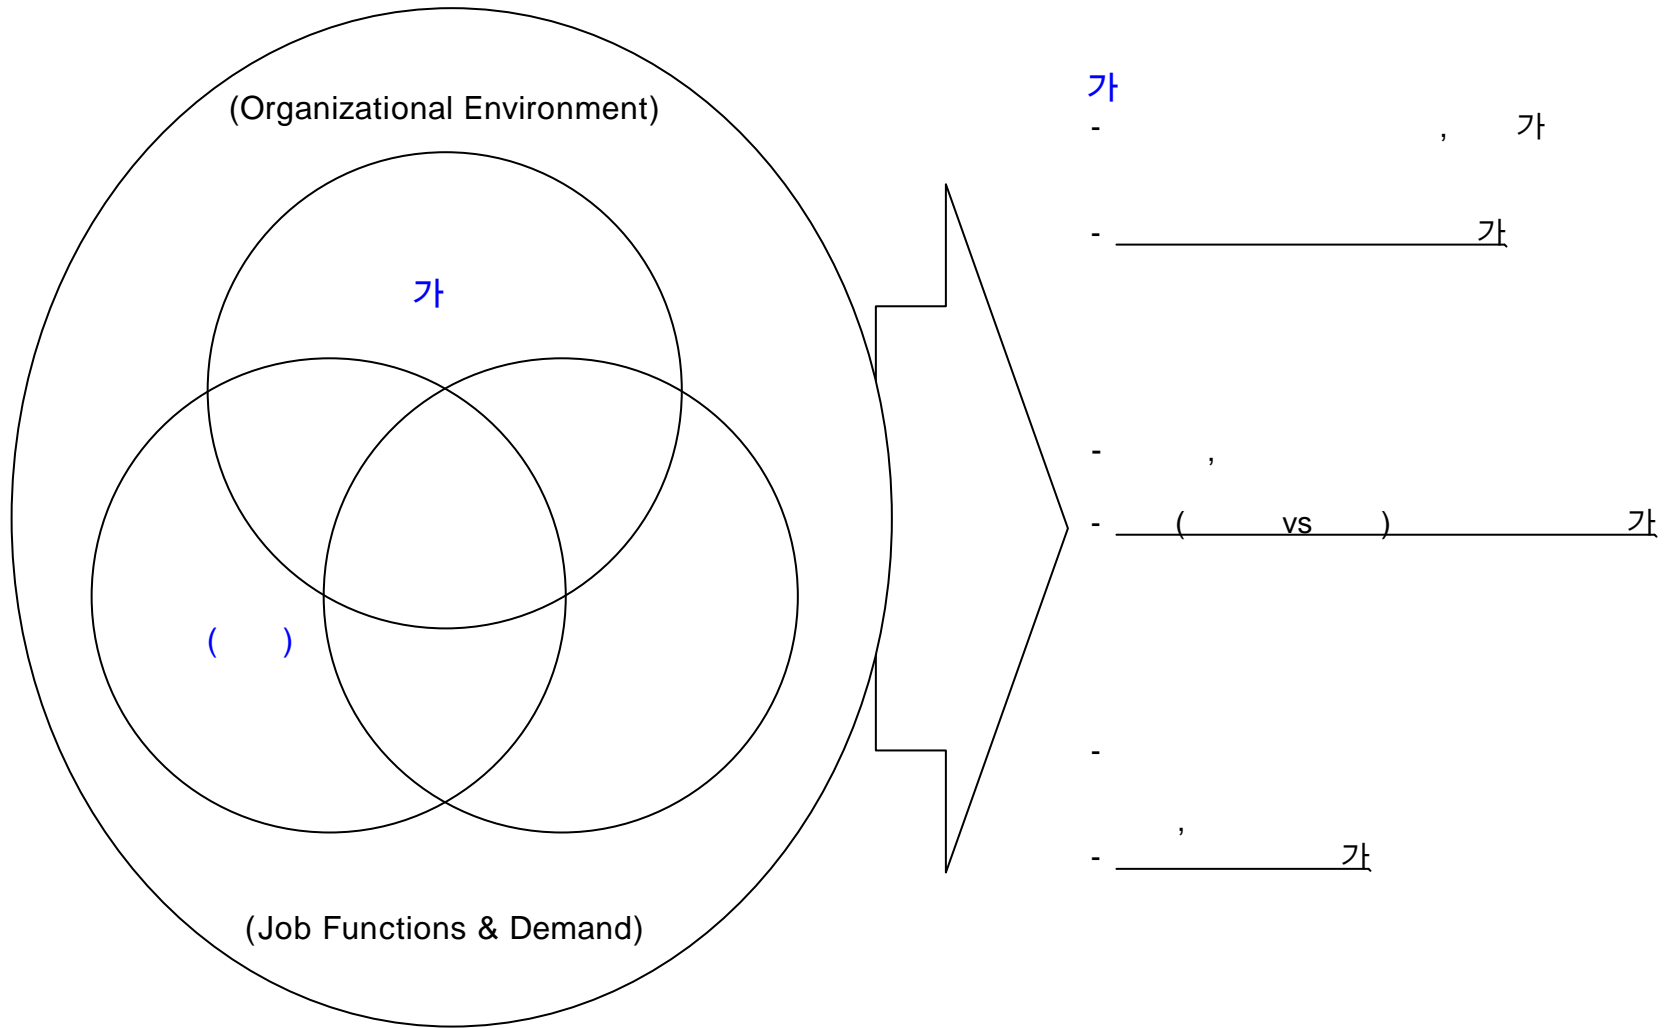 (Organizational Environment)
가
( )
(Job Functions & Demand)
가
- , 가
- 가
- ,
- ( vs ) 가
-
,
- 가